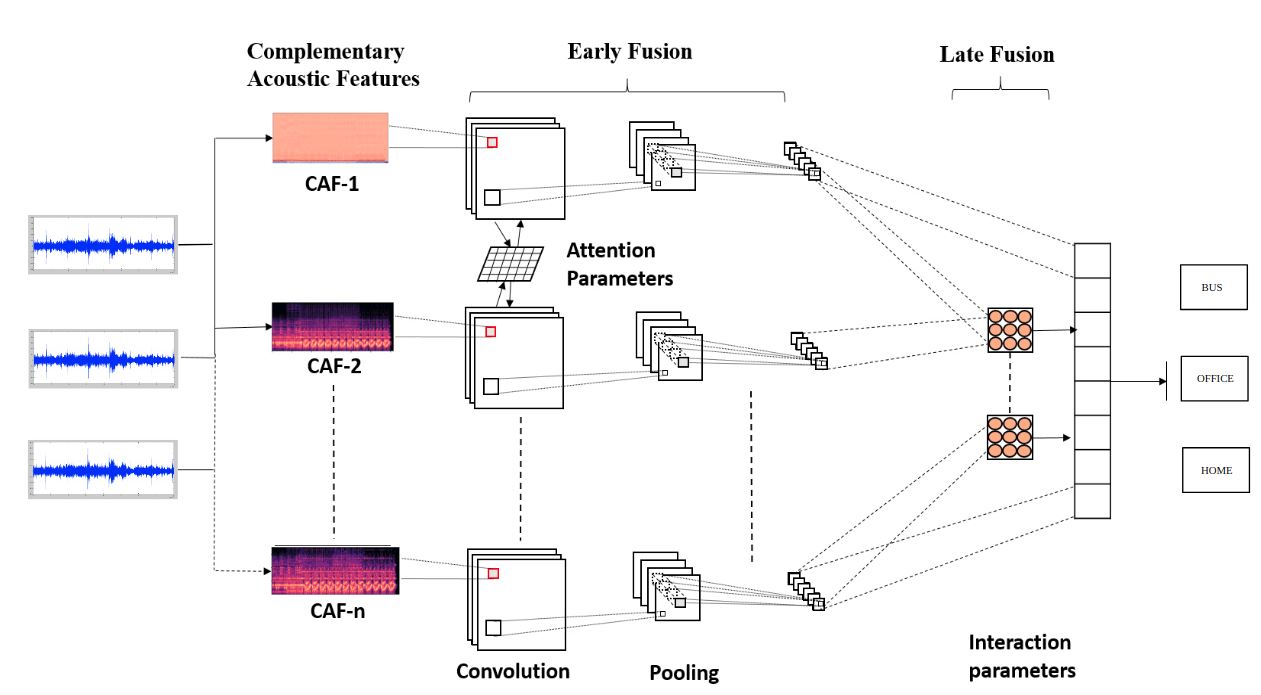 Complementary
Acoustic Features
Early Fusion
Late Fusion
CAF-1
Attention
Parameters
CAF-2
BUS
OFFICE
HOME
CAF-n
Convolution
Pooling
Interaction
parameters